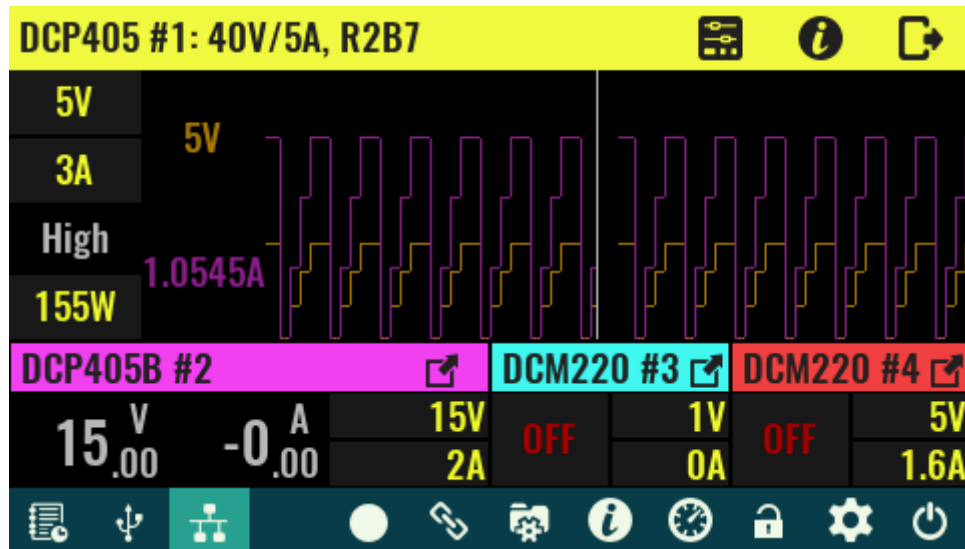 DCP405 #1: 40V/5A, R2B7
5V
5V
3A
High
1.0545A
155W
DCP405B #2
DCM220 #3
DCM220 #4
15.00 V
-0.00 A
15V
2A
OFF
1V
0A
OFF
5V
1.6A